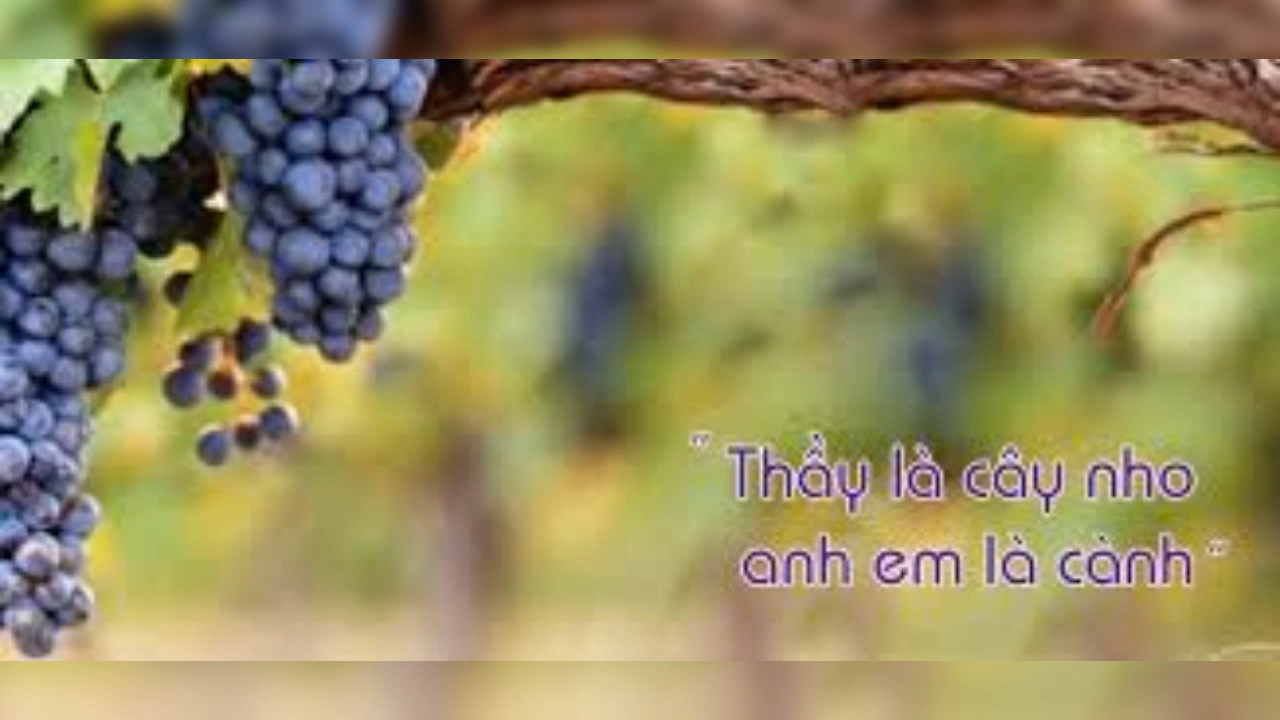 " Thầy là cây nho
anh em là cành "